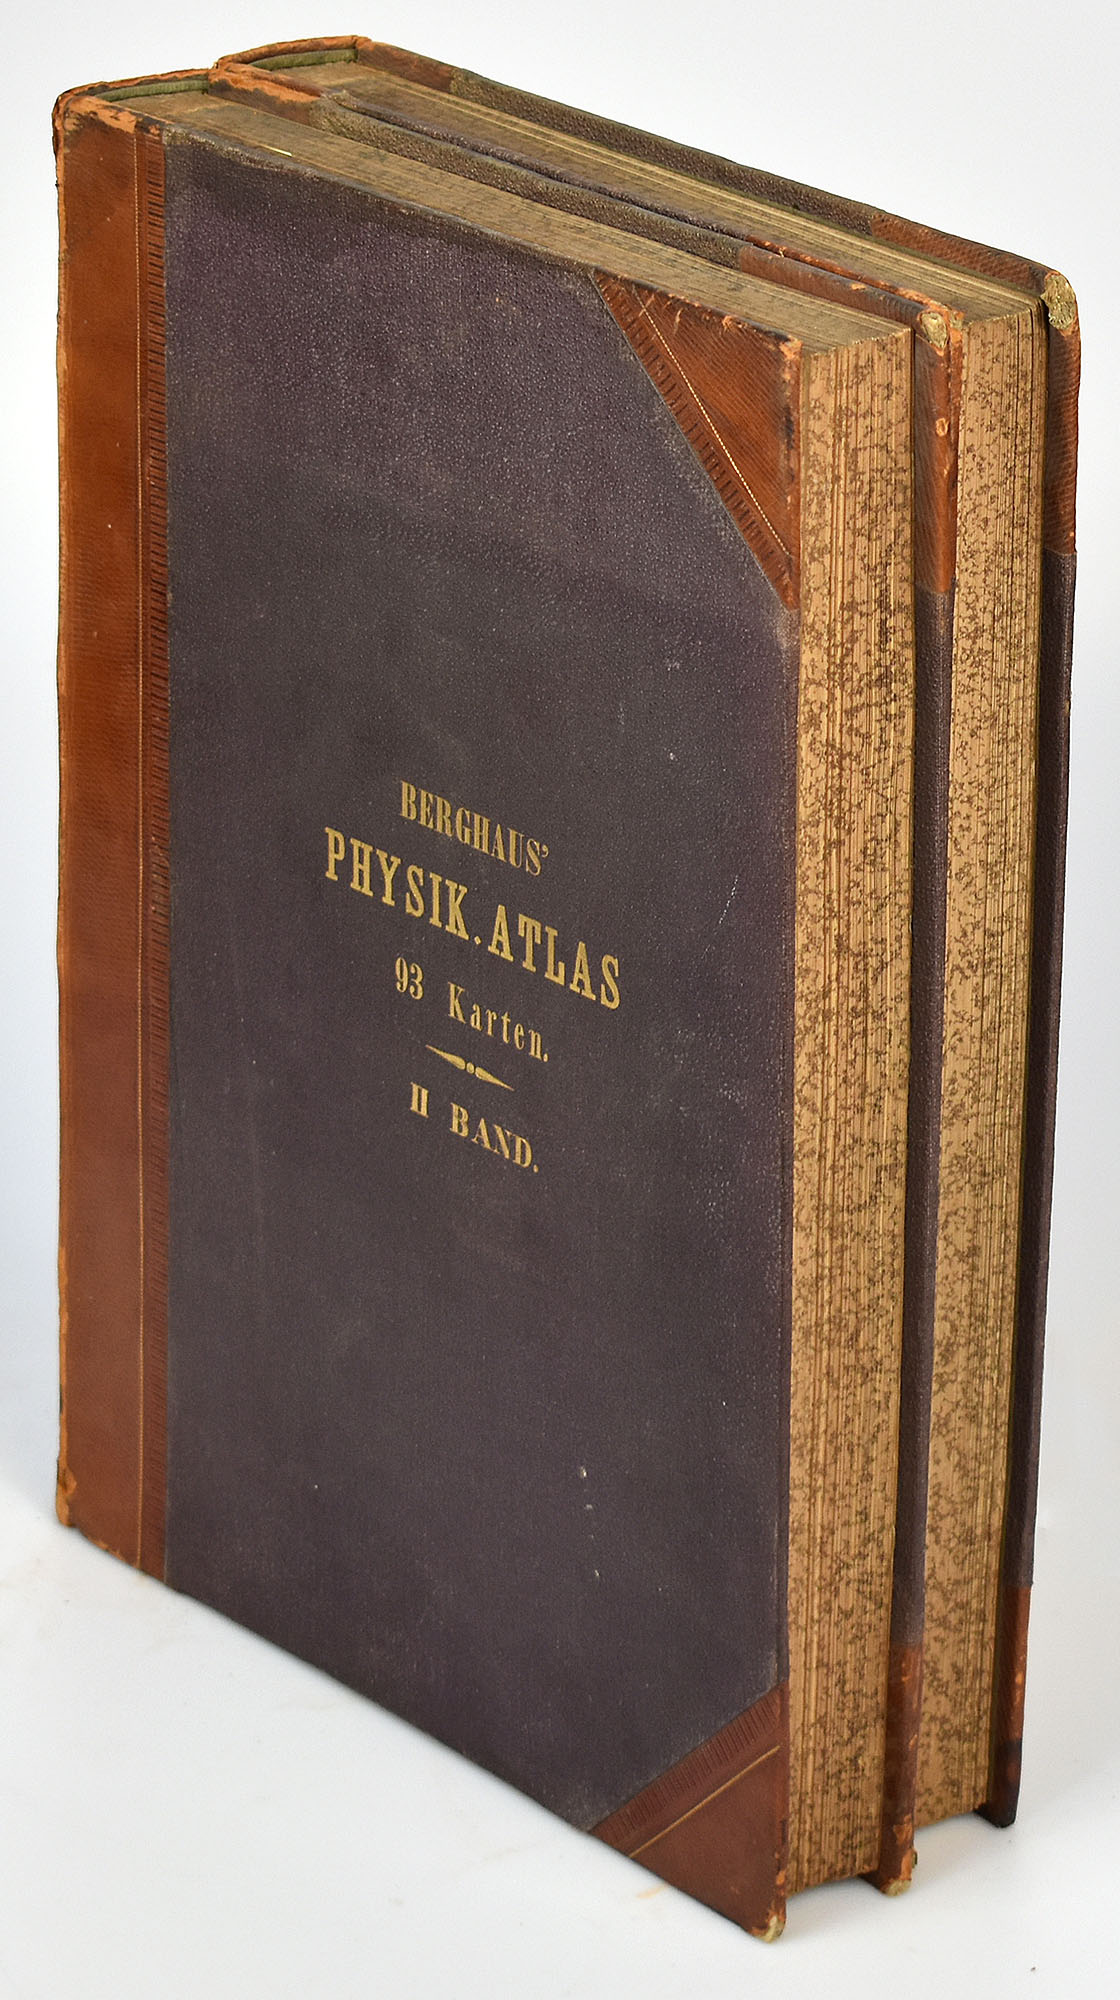 BERGHAUS'
PHYSIK. ATLAS
93 Karten.
II BAND.